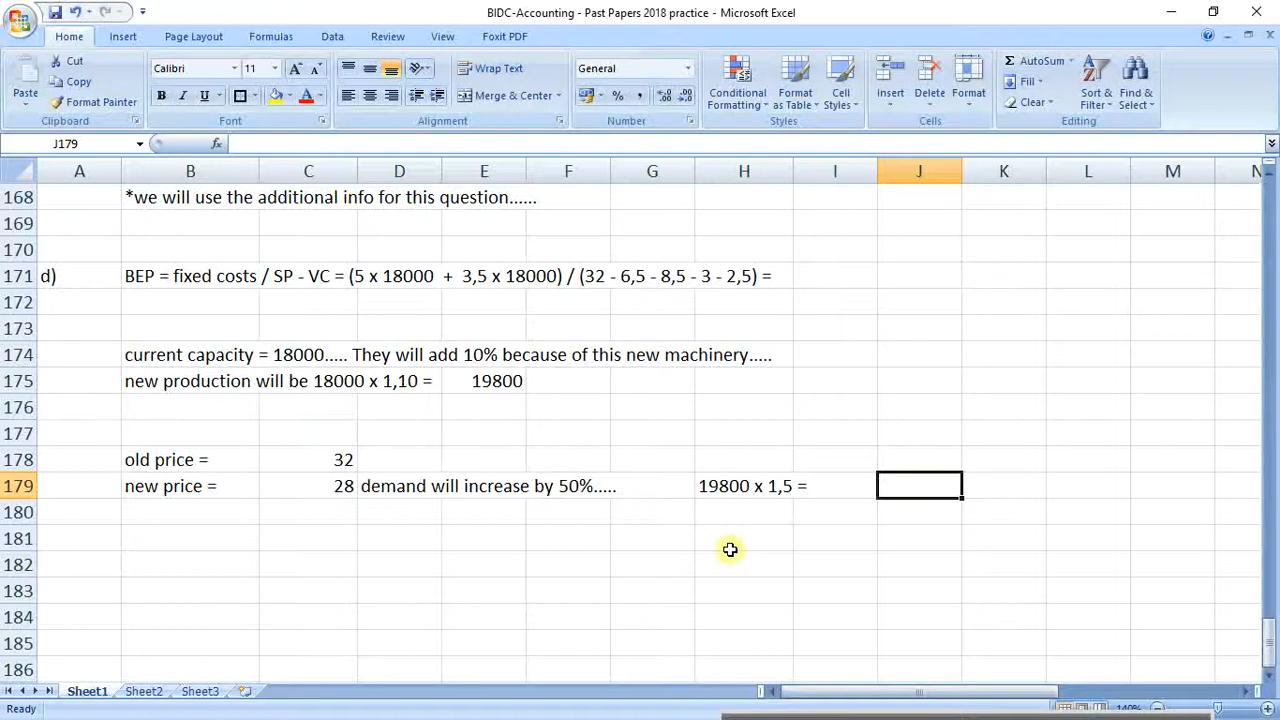 BIDC-Accounting - Past Papers 2018 practice - Microsoft Excel
Home Insert Page Layout Formulas Data Review View Foxit PDF
Paste Cut Copy Format Painter Clipboard
Calibri 11 B I U A A A Font
Wrap Text Merge & Center Alignment
General % , Number
Conditional Formatting Format as Table Cell Styles Styles
Insert Delete Format Cells
Σ AutoSum Fill Clear Sort & Filter Find & Select Editing
J179 fx
A B C D E F G H I J K L M N
168 *we will use the additional info for this question......
169
170
171 d) BEP = fixed costs / SP - VC = (5 x 18000 + 3,5 x 18000) / (32 - 6,5 - 8,5 - 3 - 2,5) =
172
173
174 current capacity = 18000..... They will add 10% because of this new machinery.....
175 new production will be 18000 x 1,10 = 19800
176
177
178 old price = 32
179 new price = 28 demand will increase by 50%..... 19800 x 1,5 =
180
181
182
183
184
185
186
Sheet1 Sheet2 Sheet3
Ready 140%